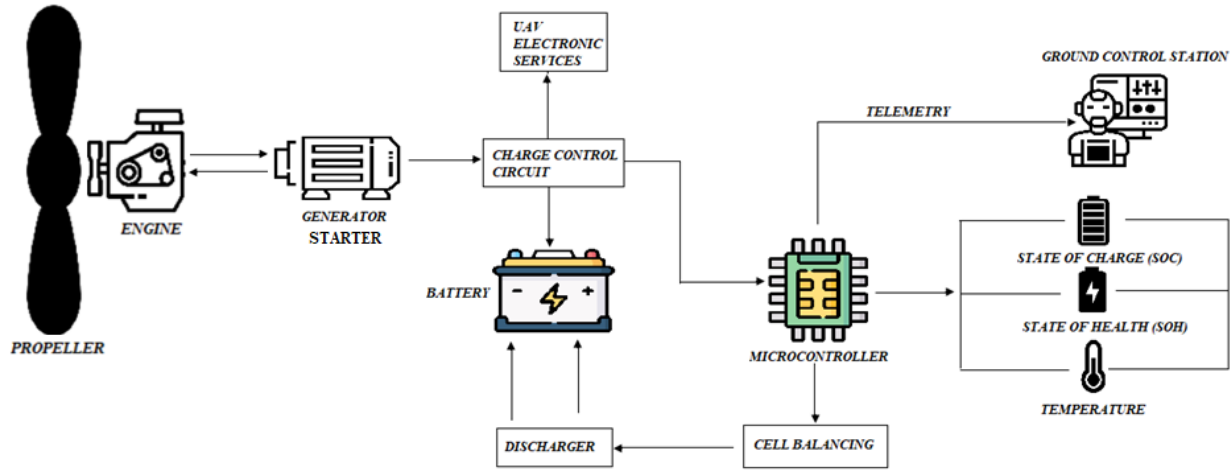 UAV
ELECTRONIC
SERVICES
GROUND CONTROL STATION
TELEMETRY
CHARGE CONTROL
CIRCUIT
ENGINE
GENERATOR
STARTER
STATE OF CHARGE (SOC)
BATTERY
STATE OF HEALTH (SOH)
PROPELLER
MICROCONTROLLER
TEMPERATURE
DISCHARGER
CELL BALANCING